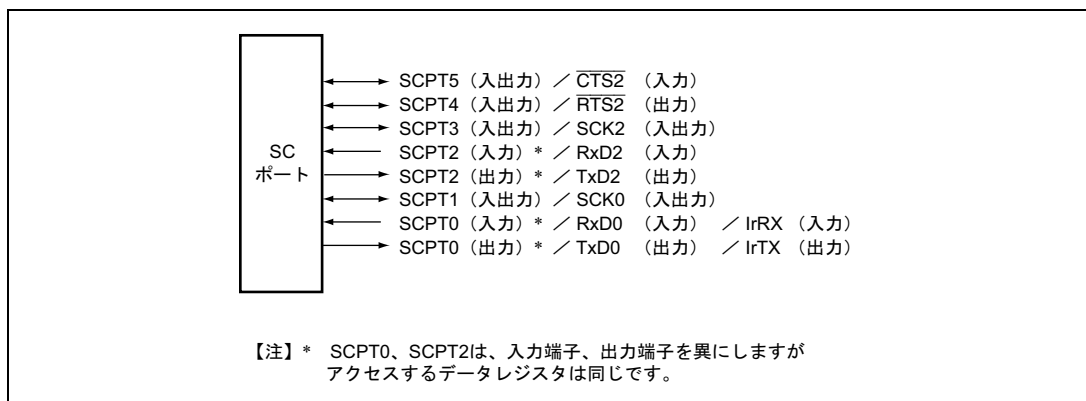 SC
ポート
SCPT5（入出力）／CTS2 （入力）
SCPT4（入出力）／RTS2 （出力）
SCPT3（入出力）／SCK2 （入出力）
SCPT2（入力）*／RxD2 （入力）
SCPT2（出力）*／TxD2 （出力）
SCPT1（入出力）／SCK0 （入出力）
SCPT0（入力）*／RxD0 （入力） ／IrRX （入力）
SCPT0（出力）*／TxD0 （出力） ／IrTX （出力）
【注】* SCPT0、SCPT2は、入力端子、出力端子を異にしますが
アクセスするデータレジスタは同じです。